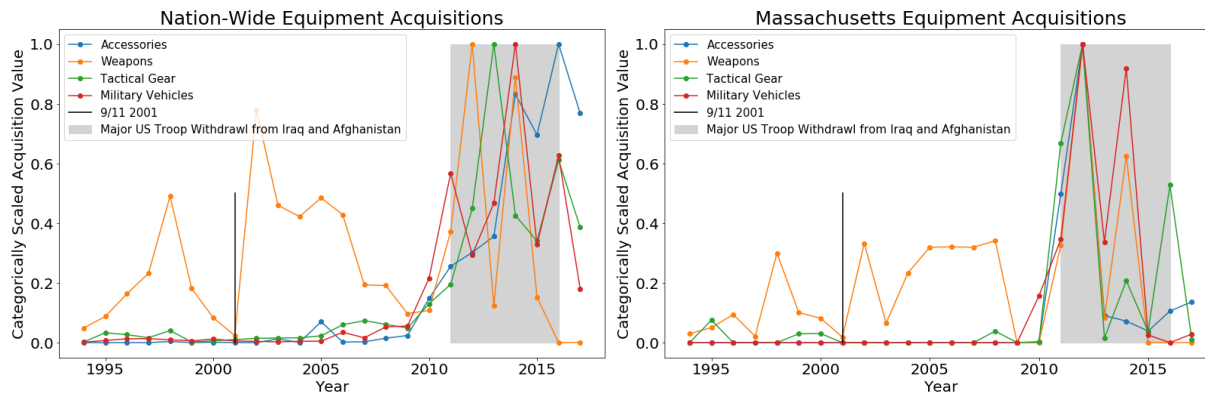 Nation-Wide Equipment Acquisitions
Categorically Scaled Acquisition Value
1.0
0.8
0.6
0.4
0.2
0.0
Accessories
Weapons
Tactical Gear
Military Vehicles
9/11 2001
Major US Troop Withdrawl from Iraq and Afghanistan
1995
2000
2005
2010
2015
Year
Massachusetts Equipment Acquisitions
Categorically Scaled Acquisition Value
1.0
0.8
0.6
0.4
0.2
0.0
Accessories
Weapons
Tactical Gear
Military Vehicles
9/11 2001
Major US Troop Withdrawl from Iraq and Afghanistan
1995
2000
2005
2010
2015
Year